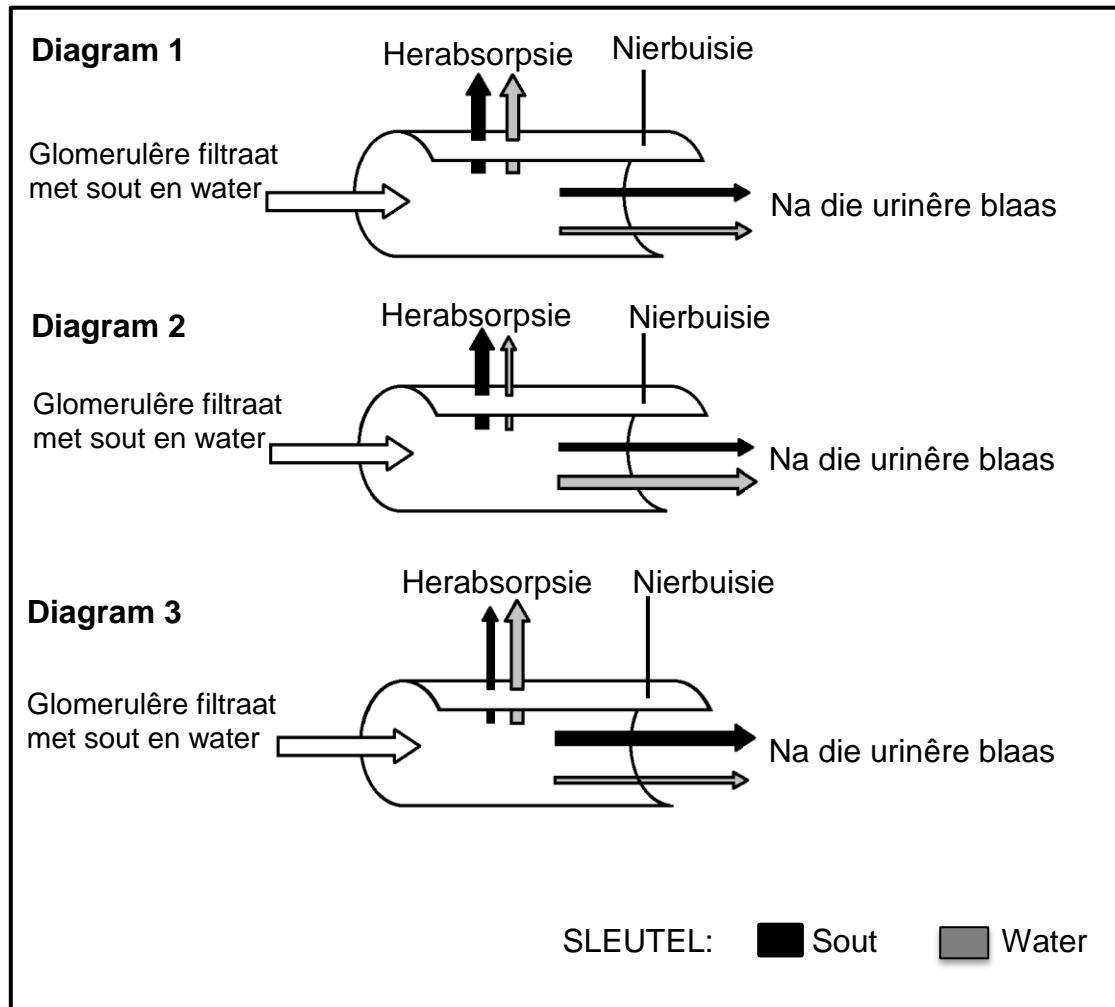 Diagram 1
Herabsorpsie
Nierbuisie
Glomerulêre filtraat
met sout en water
Na die urinêre blaas
Diagram 2
Herabsorpsie
Nierbuisie
Glomerulêre filtraat
met sout en water
Na die urinêre blaas
Diagram 3
Herabsorpsie
Nierbuisie
Glomerulêre filtraat
met sout en water
Na die urinêre blaas
SLEUTEL: Sout Water